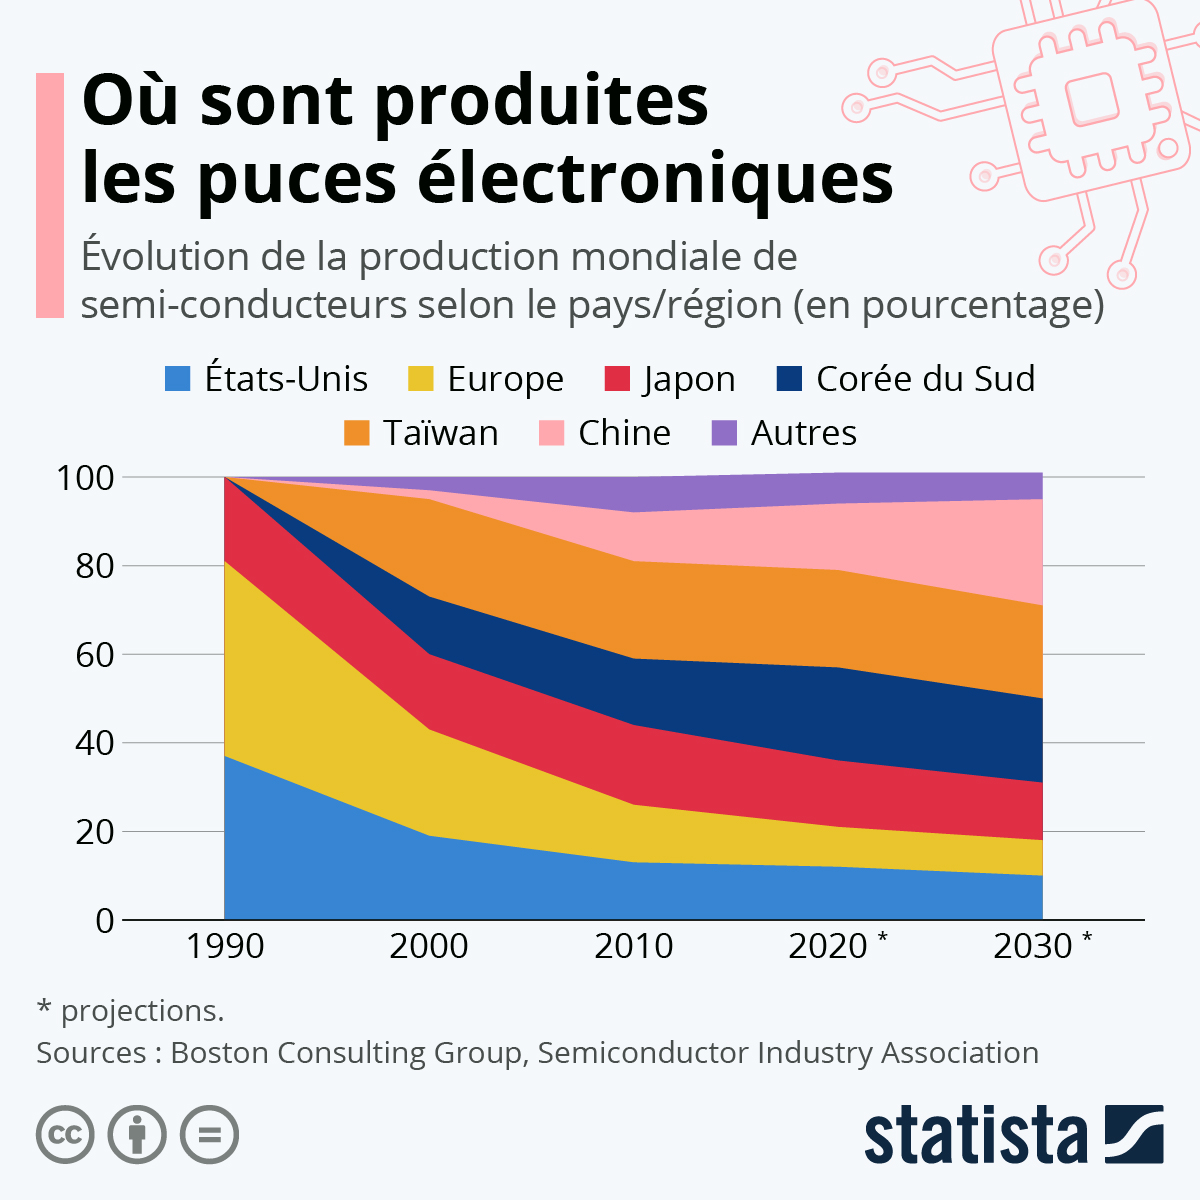 Où sont produites
les puces électroniques
Évolution de la production mondiale de
semi-conducteurs selon le pays/région (en pourcentage)
États-Unis Europe Japon Corée du Sud
Taïwan Chine Autres
100
80
60
40
20
0
1990 2000 2010 2020 * 2030 *
* projections.
Sources : Boston Consulting Group, Semiconductor Industry Association
cc =
statista